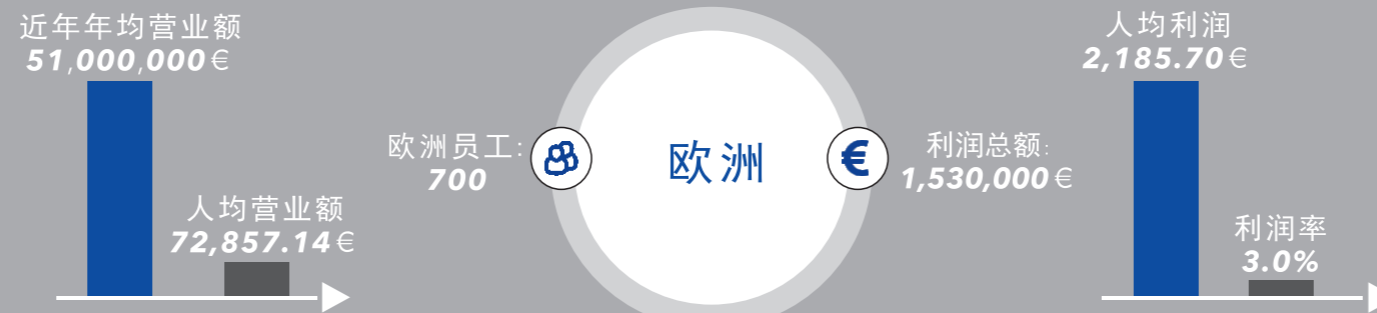 近年年均营业额
51,000,000€
人均营业额
72,857.14€
欧洲员工:
700
欧洲
€
利润总额:
1,530,000€
人均利润
2,185.70€
利润率
3.0%